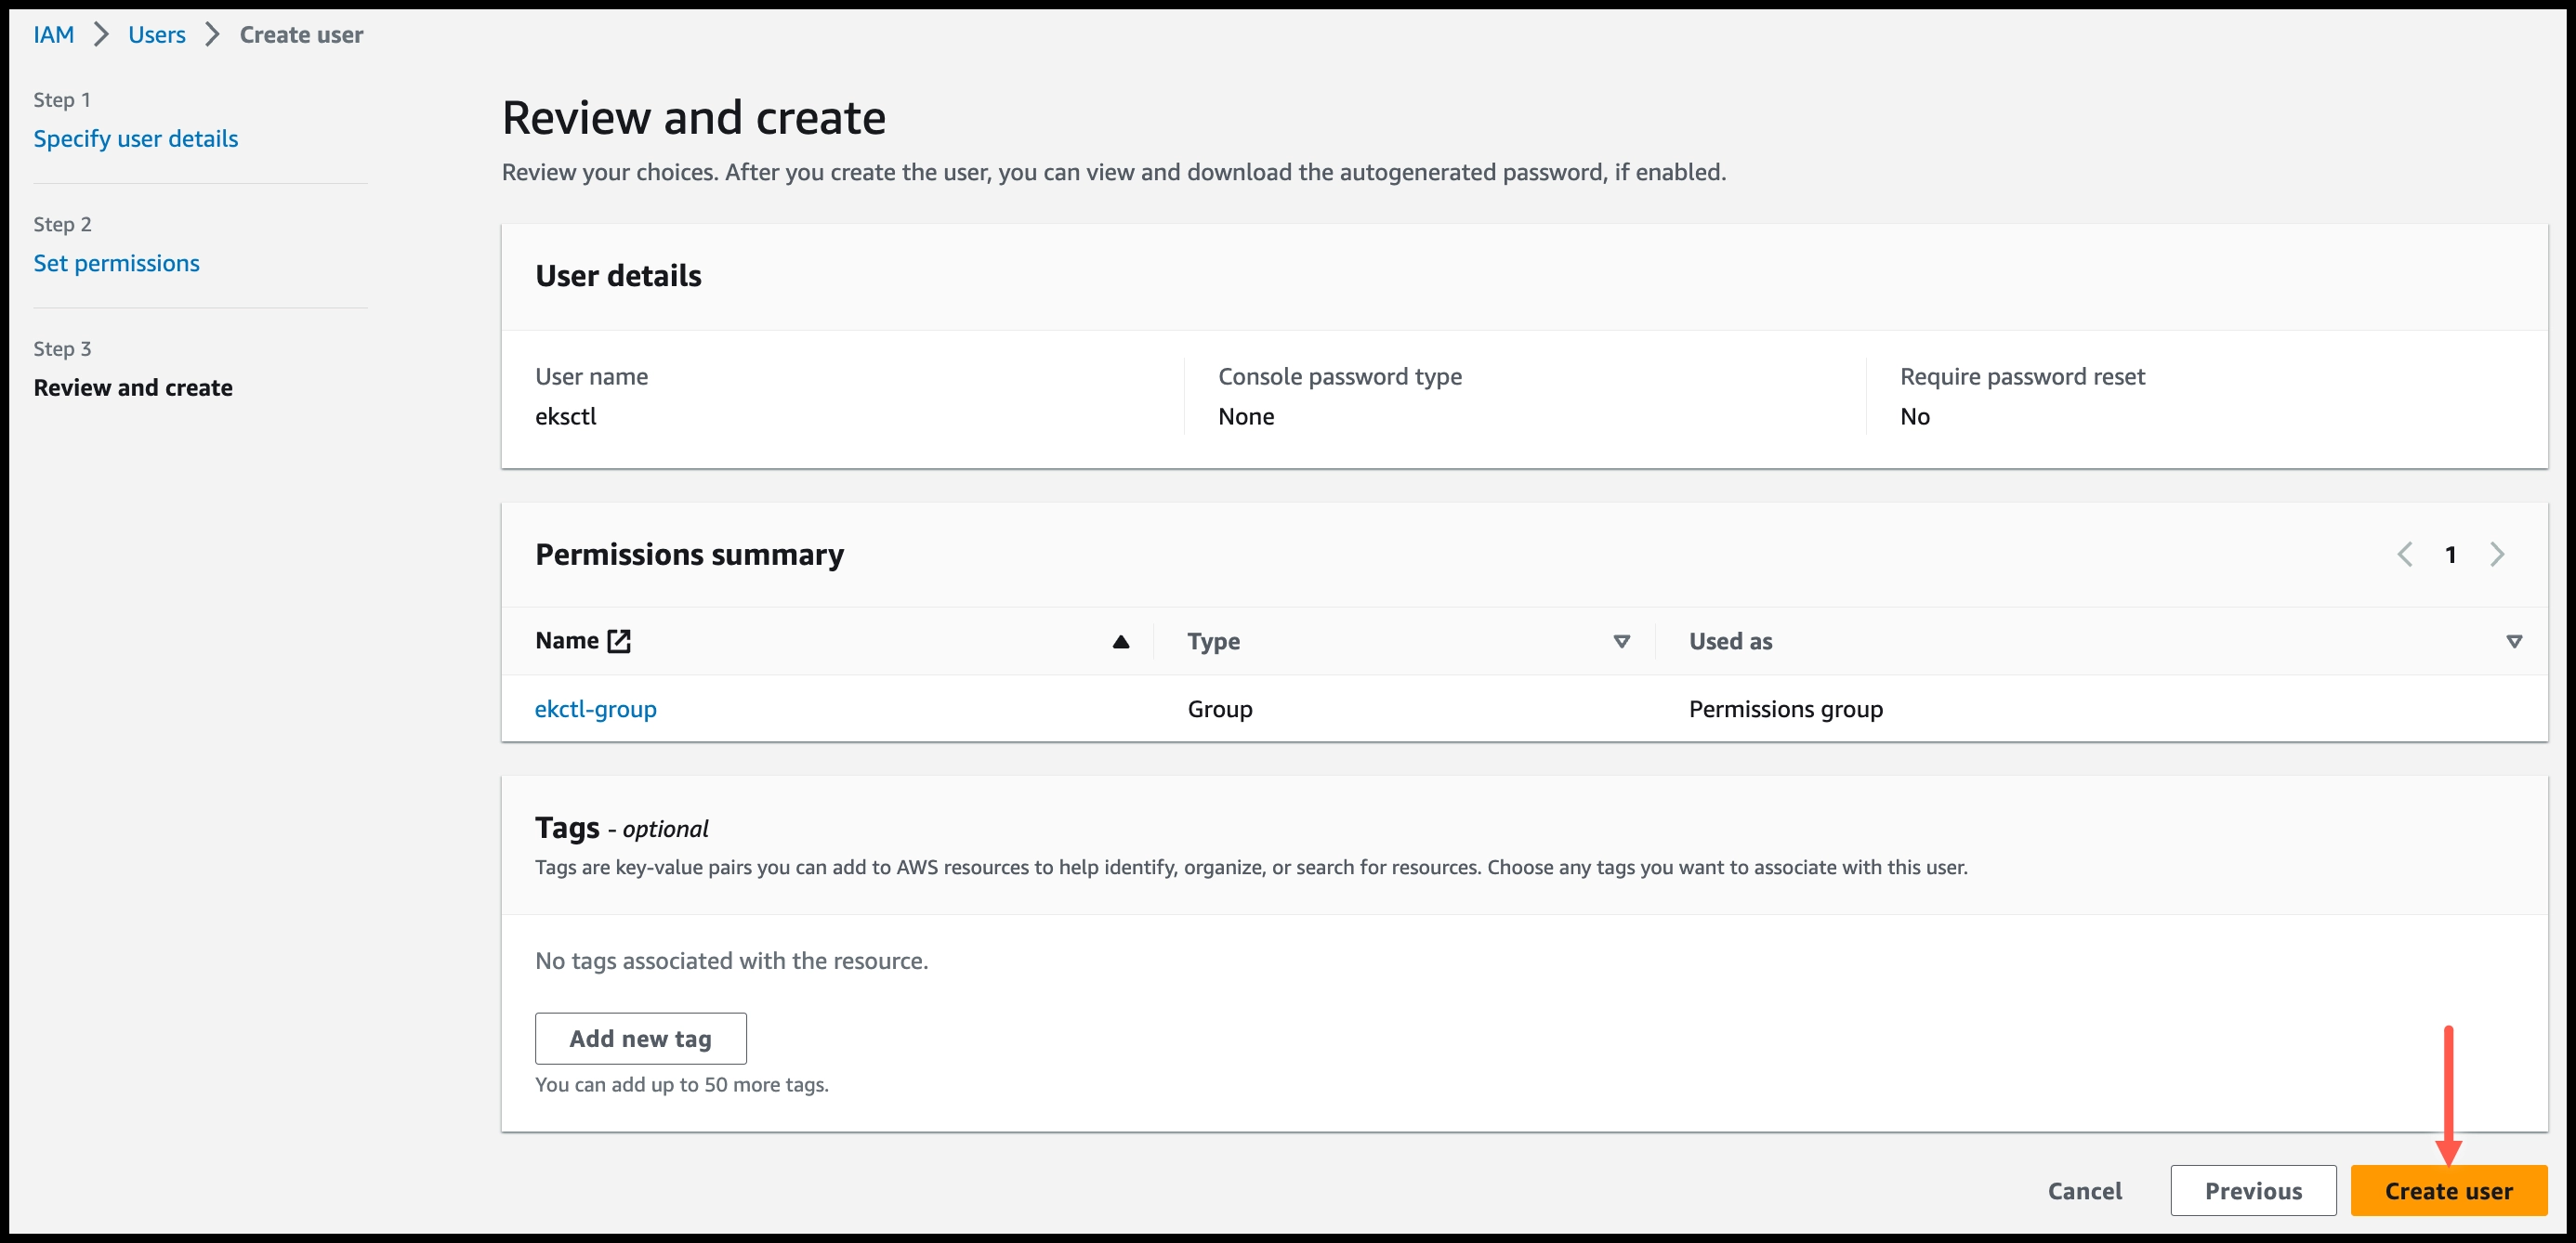 IAM > Users > Create user
Step 1
Specify user details
Step 2
Set permissions
Step 3
Review and create
Review and create
Review your choices. After you create the user, you can view and download the autogenerated password, if enabled.
User details
User name
eksctl
Console password type
None
Require password reset
No
Permissions summary
1
Name Type Used as
ekctl-group Group Permissions group
Tags - optional
Tags are key-value pairs you can add to AWS resources to help identify, organize, or search for resources. Choose any tags you want to associate with this user.
No tags associated with the resource.
Add new tag
You can add up to 50 more tags.
Cancel Previous Create user